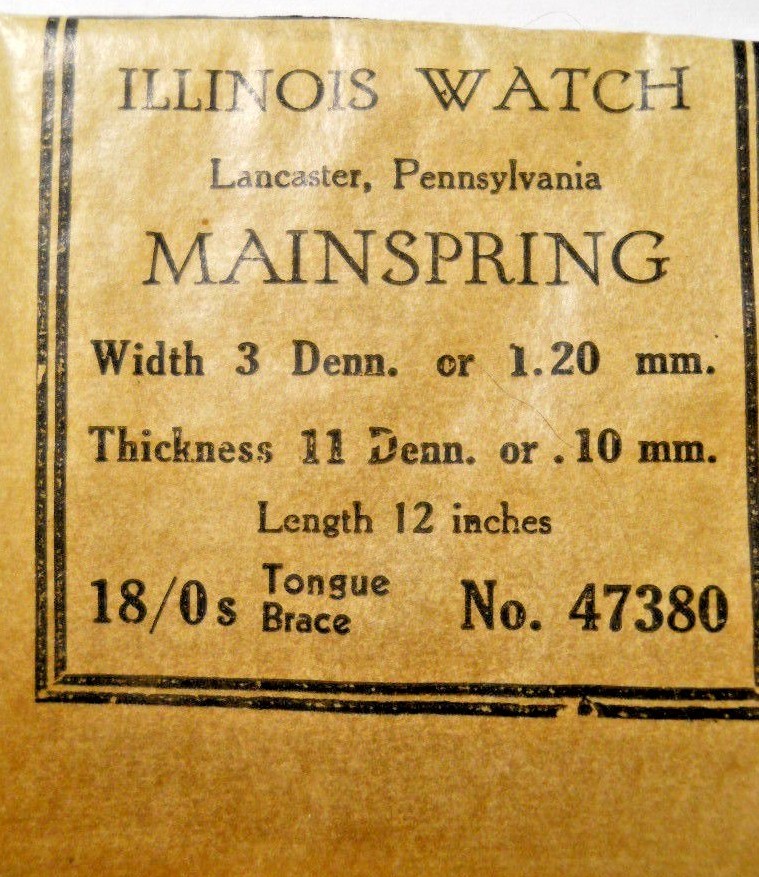 ILLINOIS WATCH
Lancaster, Pennsylvania
MAINSPRING
Width 3 Denn. or 1.20 mm.
Thickness 11 Denn. or .10 mm.
Length 12 inches
18/0s Tongue Brace No. 47380